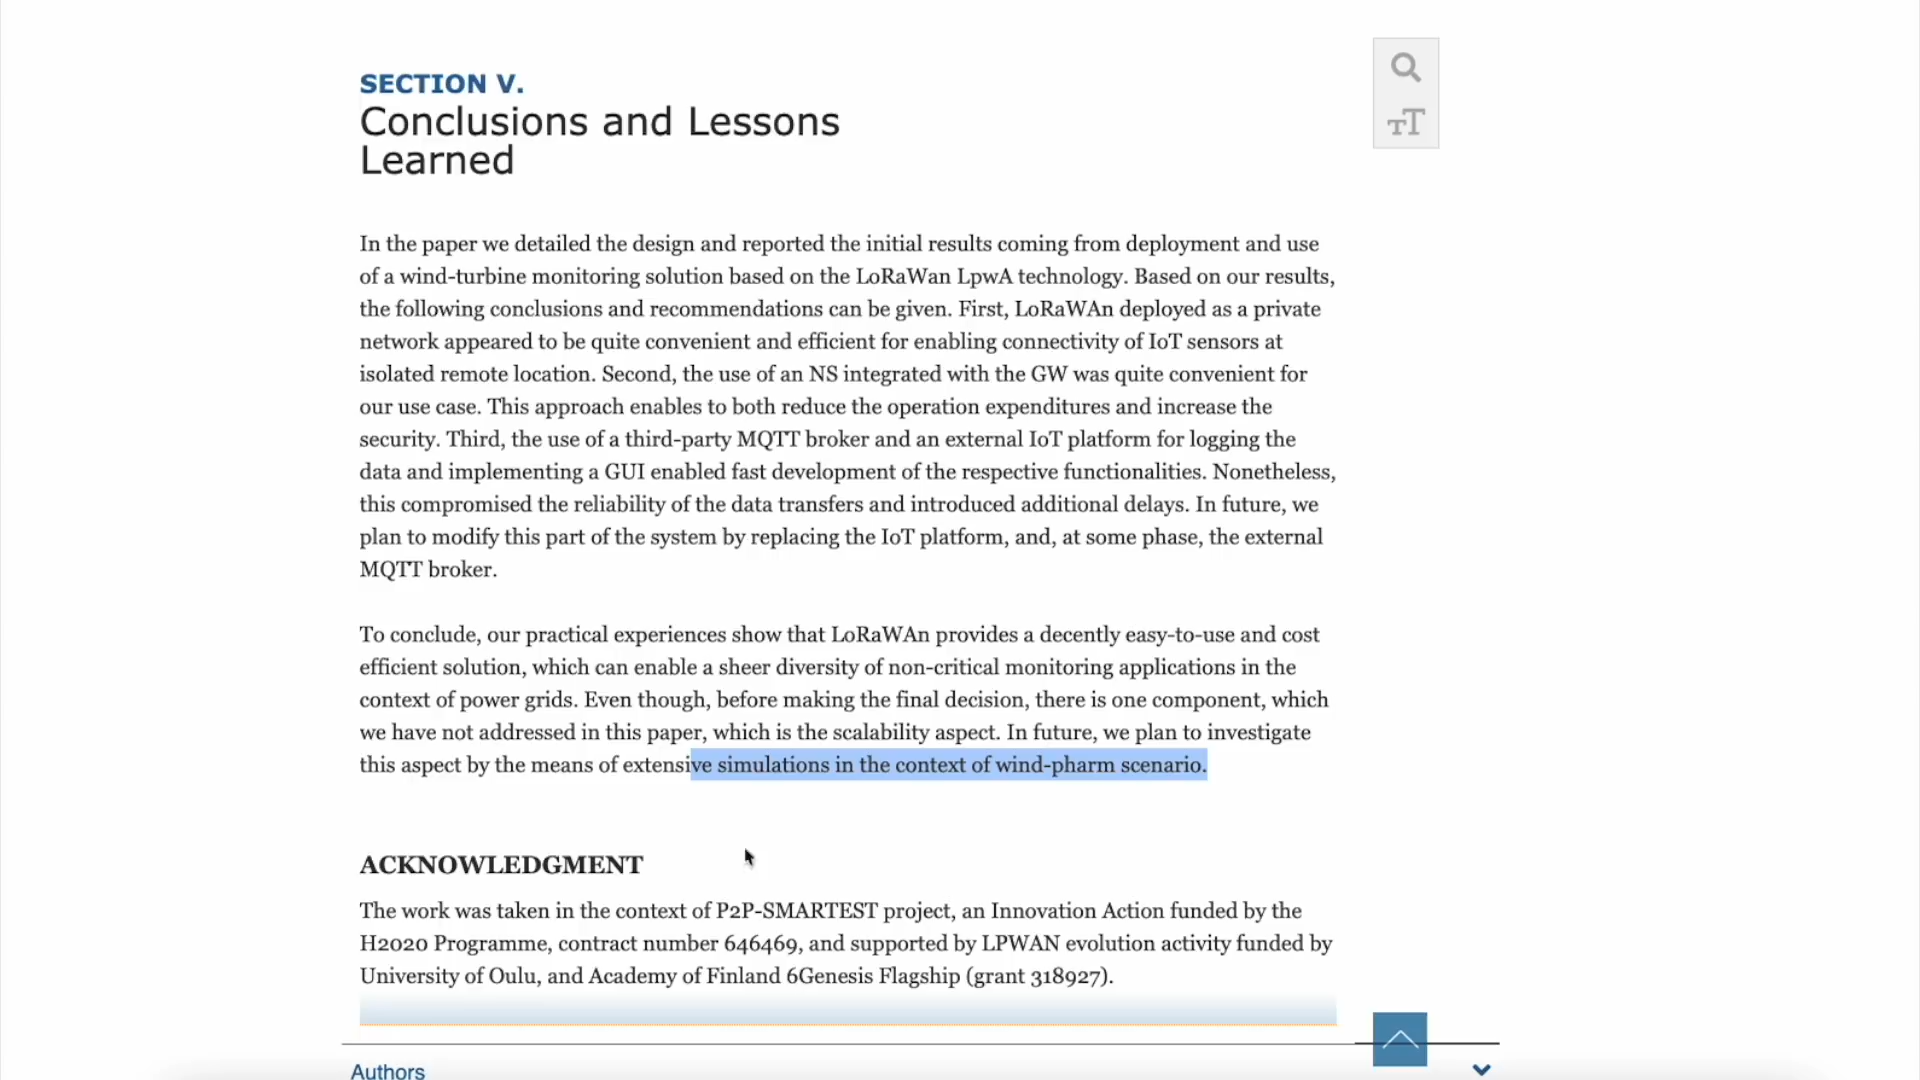 SECTION V.
Conclusions and Lessons
Learned
In the paper we detailed the design and reported the initial results coming from deployment and use
of a wind-turbine monitoring solution based on the LoRaWan LpwA technology. Based on our results,
the following conclusions and recommendations can be given. First, LoRaWAn deployed as a private
network appeared to be quite convenient and efficient for enabling connectivity of IoT sensors at
isolated remote location. Second, the use of an NS integrated with the GW was quite convenient for
our use case. This approach enables to both reduce the operation expenditures and increase the
security. Third, the use of a third-party MQTT broker and an external IoT platform for logging the
data and implementing a GUI enabled fast development of the respective functionalities. Nonetheless,
this compromised the reliability of the data transfers and introduced additional delays. In future, we
plan to modify this part of the system by replacing the IoT platform, and, at some phase, the external
MQTT broker.
To conclude, our practical experiences show that LoRaWAn provides a decently easy-to-use and cost
efficient solution, which can enable a sheer diversity of non-critical monitoring applications in the
context of power grids. Even though, before making the final decision, there is one component, which
we have not addressed in this paper, which is the scalability aspect. In future, we plan to investigate
this aspect by the means of extensive simulations in the context of wind-pharm scenario.
ACKNOWLEDGMENT
The work was taken in the context of P2P-SMARTEST project, an Innovation Action funded by the
H2020 Programme, contract number 646469, and supported by LPWAN evolution activity funded by
University of Oulu, and Academy of Finland 6Genesis Flagship (grant 318927).
Authors